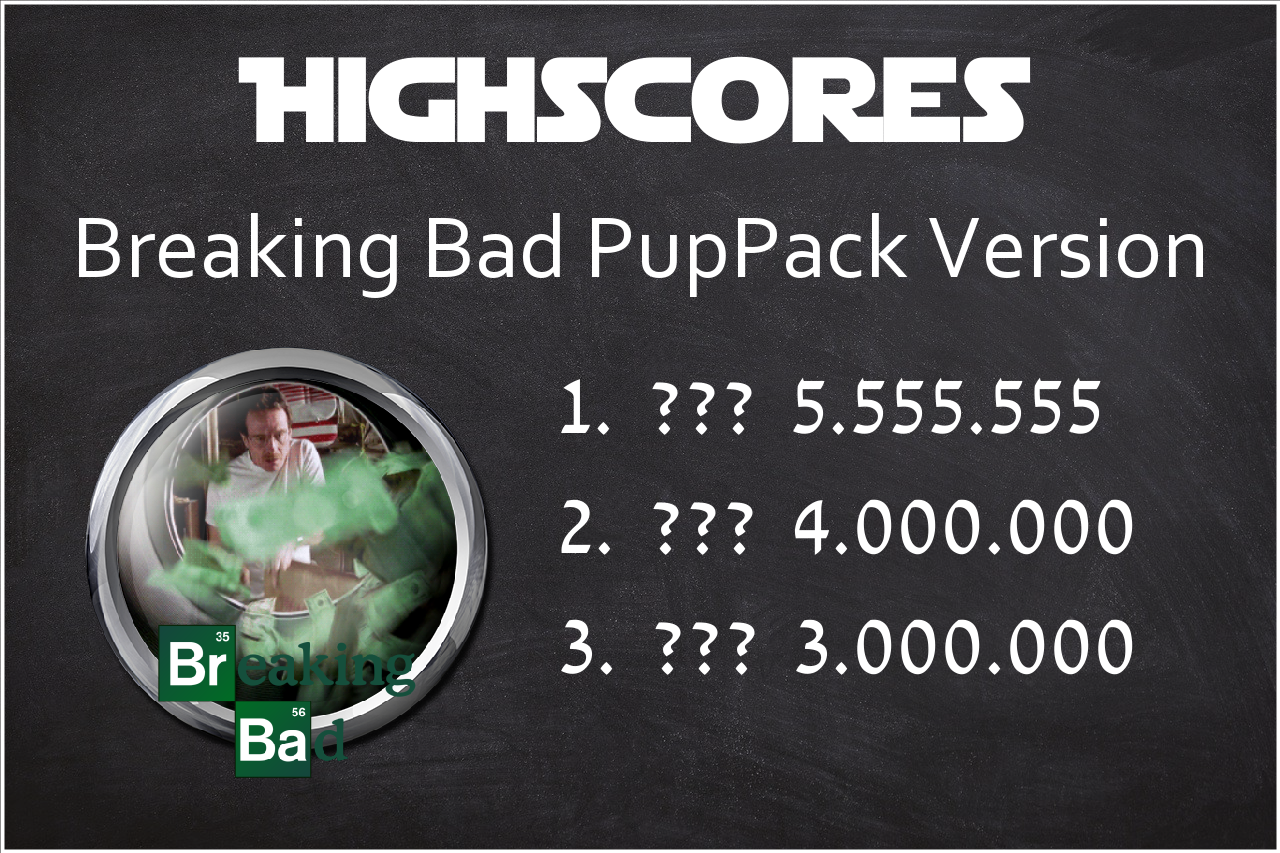 HIGHSCORES
Breaking Bad PupPack Version
1. ??? 5.555.555
2. ??? 4.000.000
3. ??? 3.000.000
35
Breaking
56
Bad